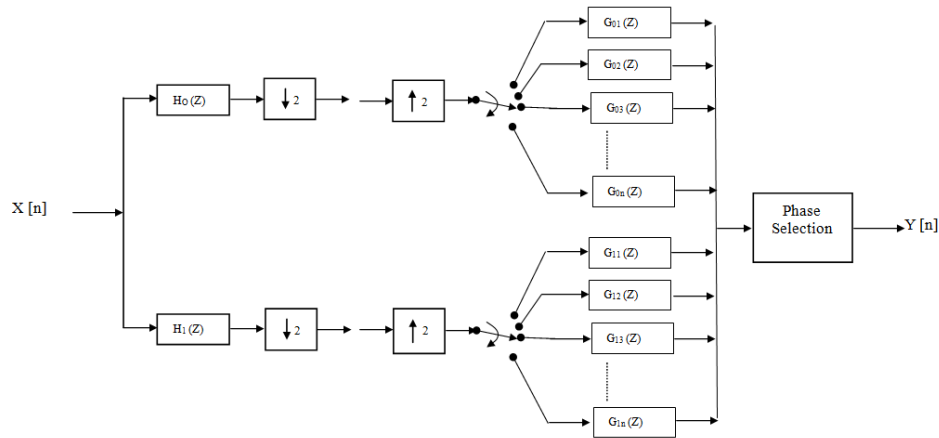 X [n]
H₀(Z)
↓ 2
↑ 2
G₀₁(Z)
G₀₂(Z)
G₀₃(Z)
G₀ₙ(Z)
H₁(Z)
↓ 2
↑ 2
G₁₁(Z)
G₁₂(Z)
G₁₃(Z)
G₁ₙ(Z)
Phase
Selection
Y [n]